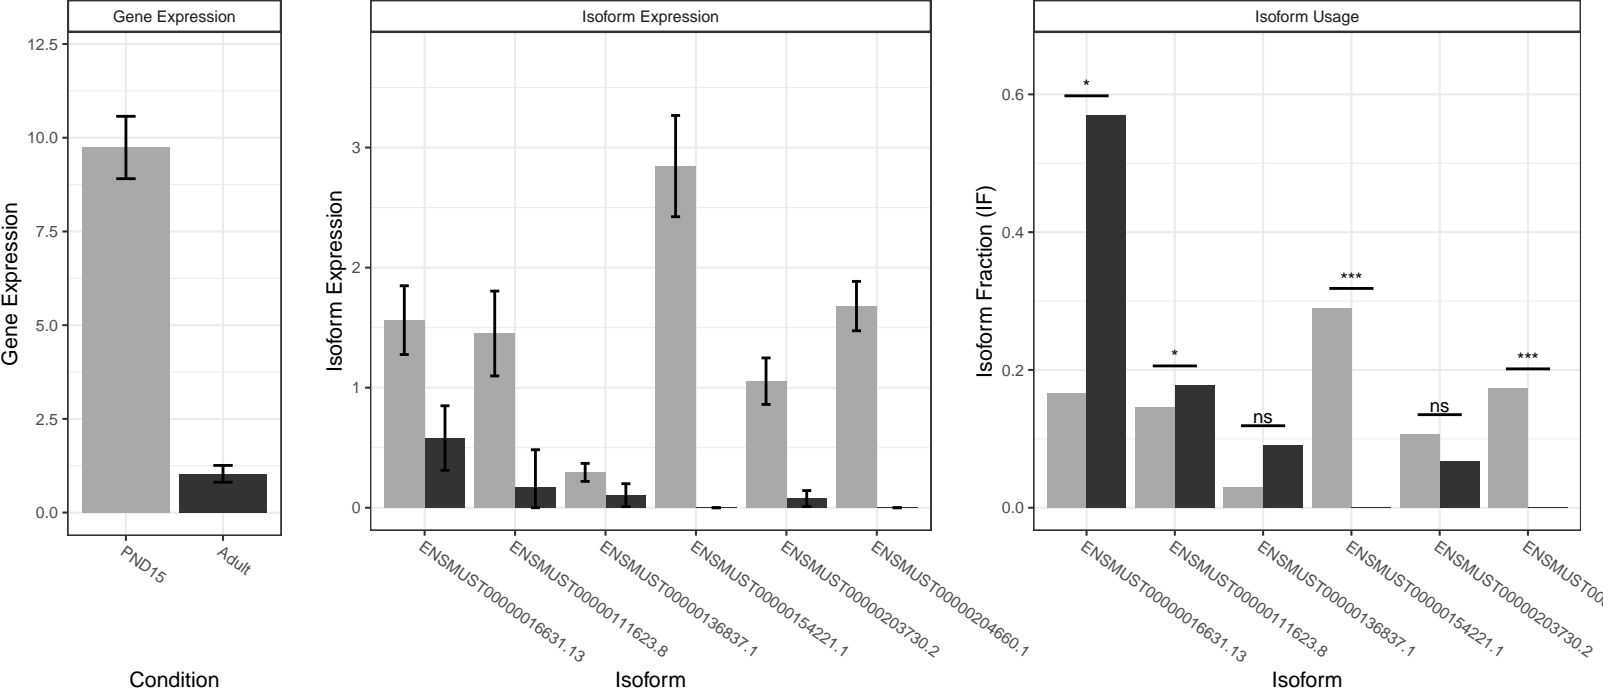 Gene Expression
Isoform Expression
Isoform Usage
Gene Expression
12.5
10.0
7.5
5.0
2.5
0.0
PND15
Adult
Condition
Isoform Expression
3
2
1
0
ENSMUST00000016631.13
ENSMUST00000111623.8
ENSMUST00000136837.1
ENSMUST00000154221.1
ENSMUST00000203730.2
ENSMUST00000204660.1
Isoform
Isoform Fraction (IF)
0.6
0.4
0.2
0.0
*
*
ns
***
ns
***
ENSMUST00000016631.13
ENSMUST00000111623.8
ENSMUST00000136837.1
ENSMUST00000154221.1
ENSMUST00000203730.2
Isoform